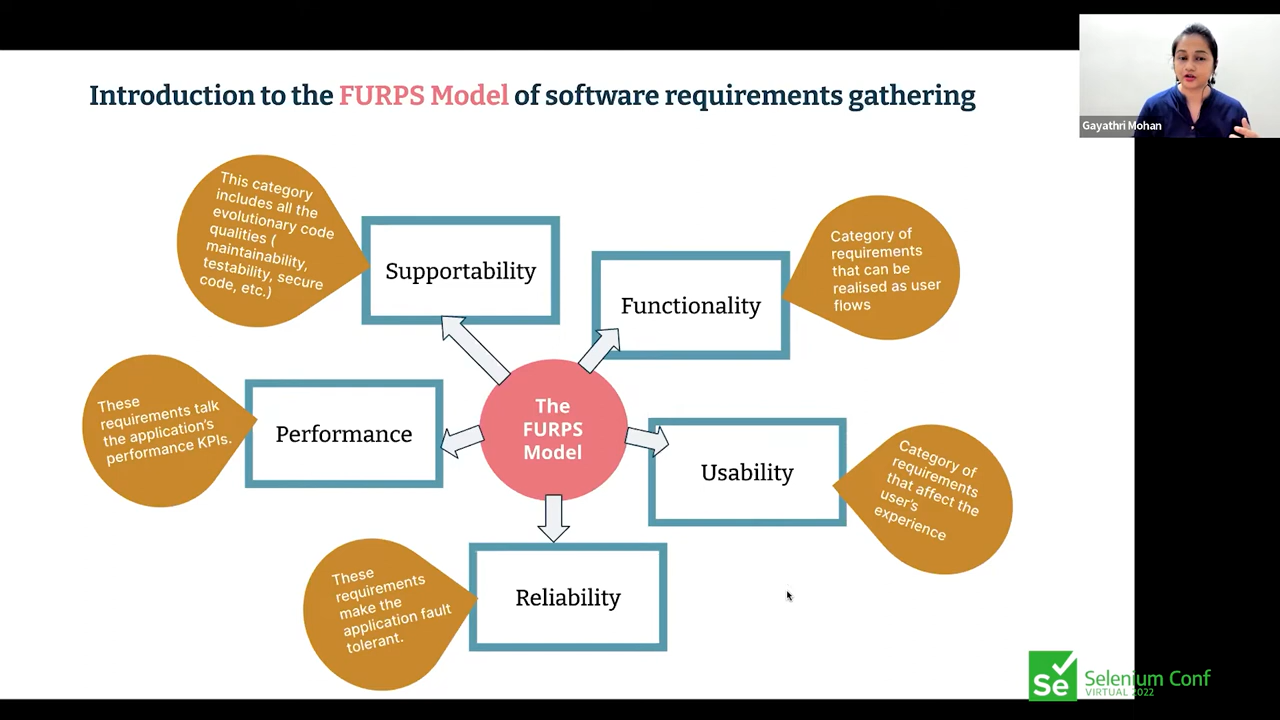 Introduction to the FURPS Model of software requirements gathering
Gayathri Mohan
This category
includes all the
evolutionary code
qualities (
maintainability,
testability, secure
code, etc.)
Supportability
Functionality
Category of
requirements
that can be
realised as user
flows
These
requirements talk
the application's
performance KPIs.
Performance
The
FURPS
Model
Usability
Category of
requirements
that affect the
user's
experience
These
requirements
make the
application fault
tolerant.
Reliability
Se
Selenium Conf
VIRTUAL 2022